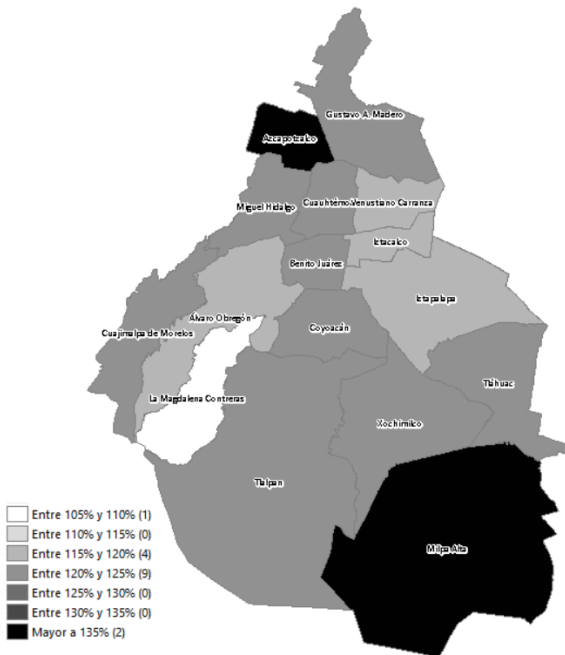 Gustavo A. Madero
Azcapotzalco
Miguel Hidalgo
Cuauhtémoc
Venustiano Carranza
Iztacalco
Benito Juárez
Iztapalapa
Álvaro Obregón
Coyoacán
Cuajimalpa de Morelos
Tláhuac
La Magdalena Contreras
Xochimilco
Tlalpan
Milpa Alta
Entre 105% y 110% (1)
Entre 110% y 115% (0)
Entre 115% y 120% (4)
Entre 120% y 125% (9)
Entre 125% y 130% (0)
Entre 130% y 135% (0)
Mayor a 135% (2)